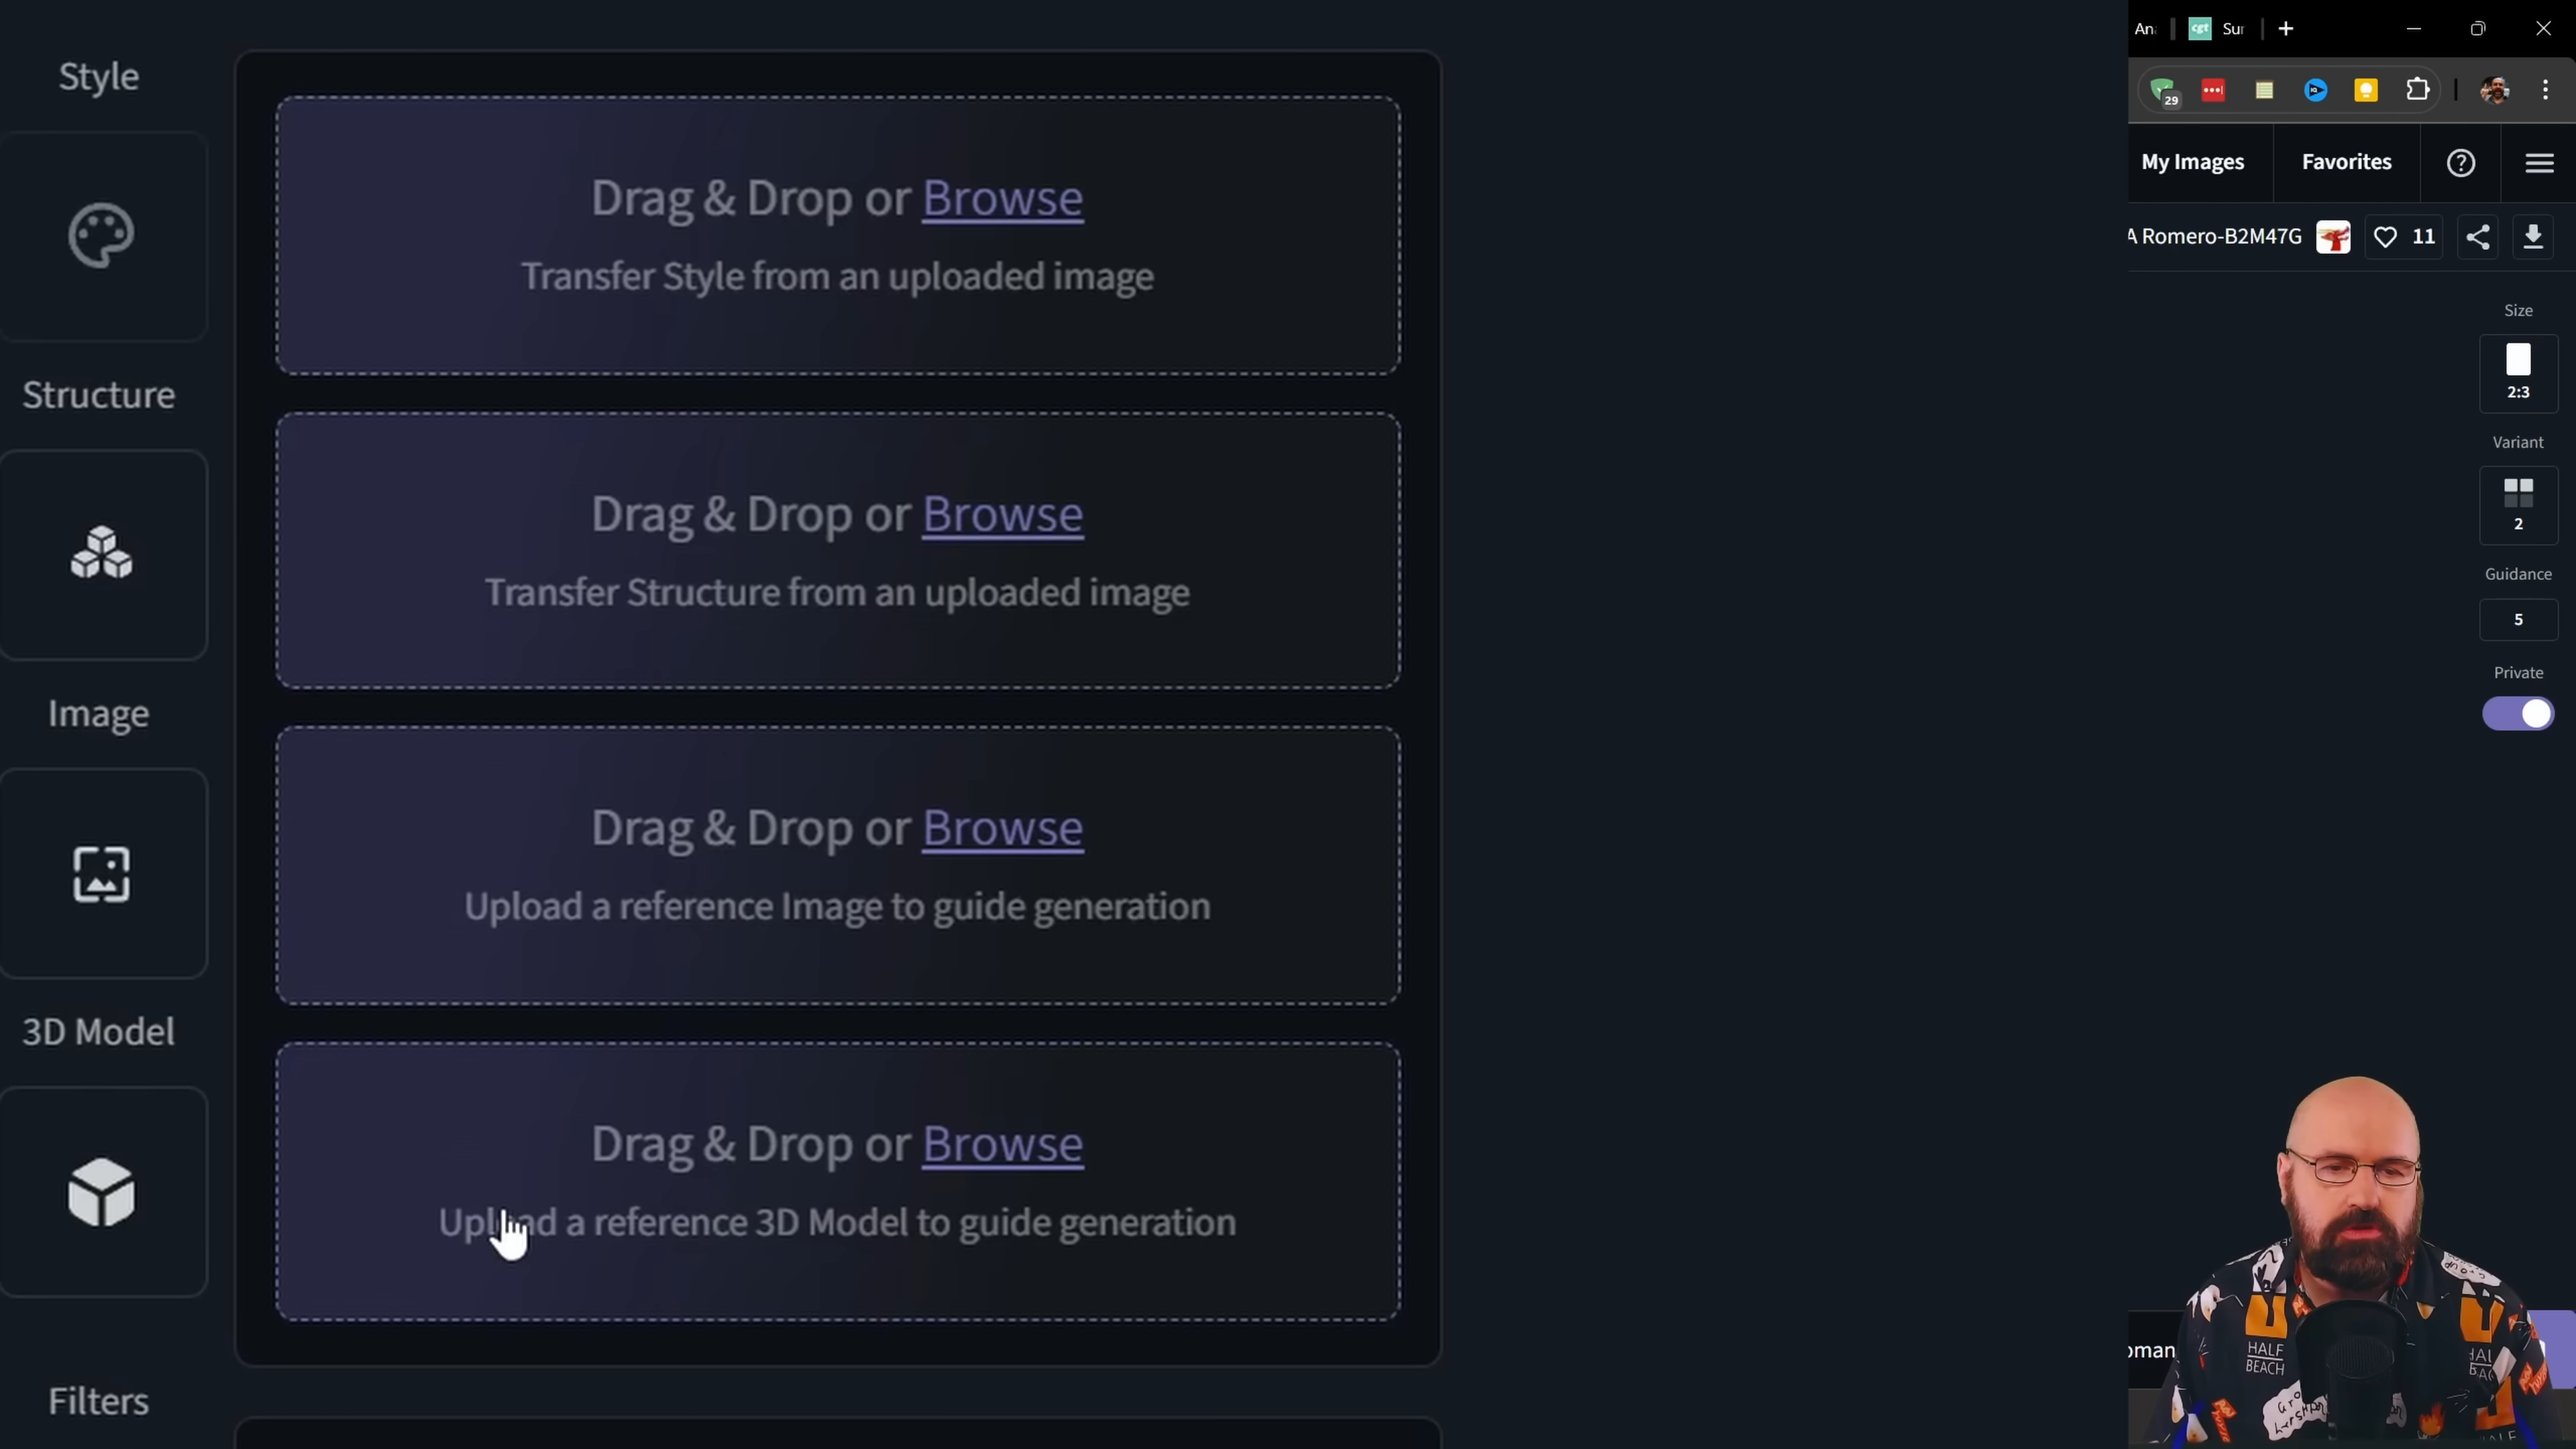 Style
Drag & Drop or Browse
Transfer Style from an uploaded image
Structure
Drag & Drop or Browse
Transfer Structure from an uploaded image
Image
Drag & Drop or Browse
Upload a reference Image to guide generation
3D Model
Drag & Drop or Browse
Upload a reference 3D Model to guide generation
Filters
An
cgt
Sur
29
My Images
Favorites
A Romero-B2M47G
11
Size
2:3
Variant
2
Guidance
5
Private
oman
HALF
BEACH